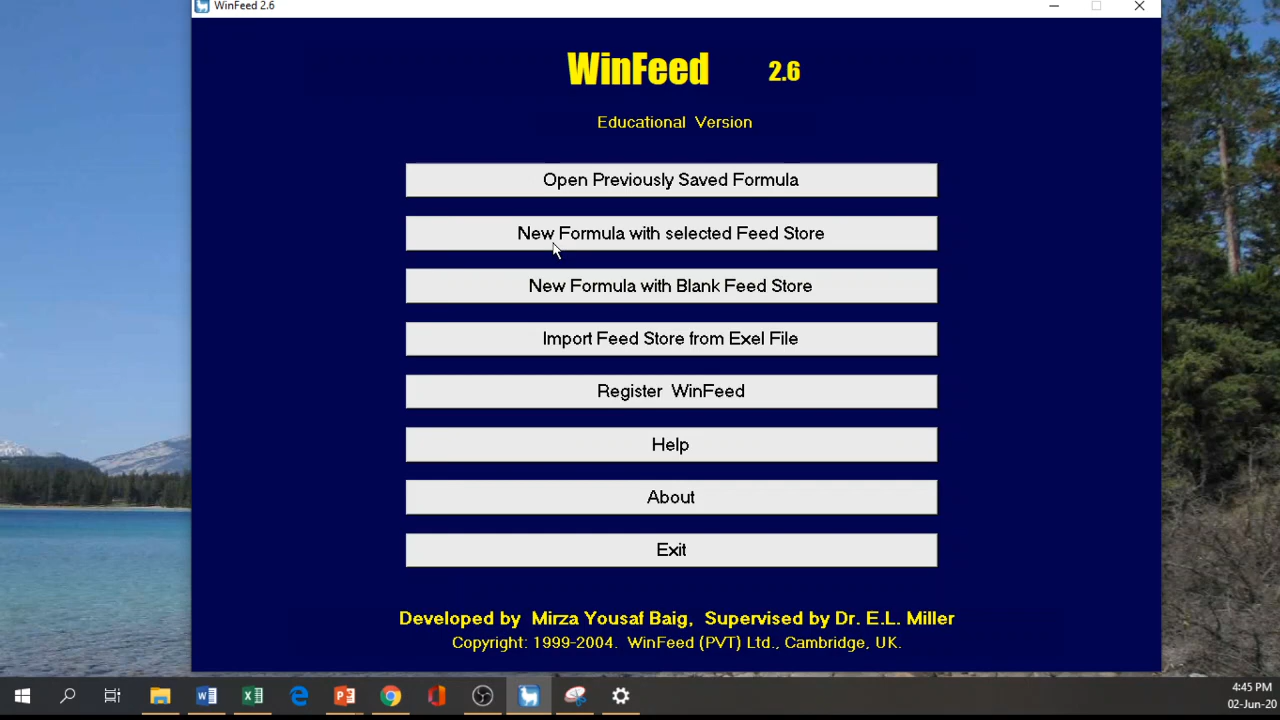 WinFeed 2.6
WinFeed 2.6
Educational Version
Open Previously Saved Formula
New Formula with selected Feed Store
New Formula with Blank Feed Store
Import Feed Store from Exel File
Register WinFeed
Help
About
Exit
Developed by Mirza Yousaf Baig, Supervised by Dr. E.L. Miller
Copyright: 1999-2004. WinFeed (PVT) Ltd., Cambridge, UK.
4:45 PM
02-Jun-20